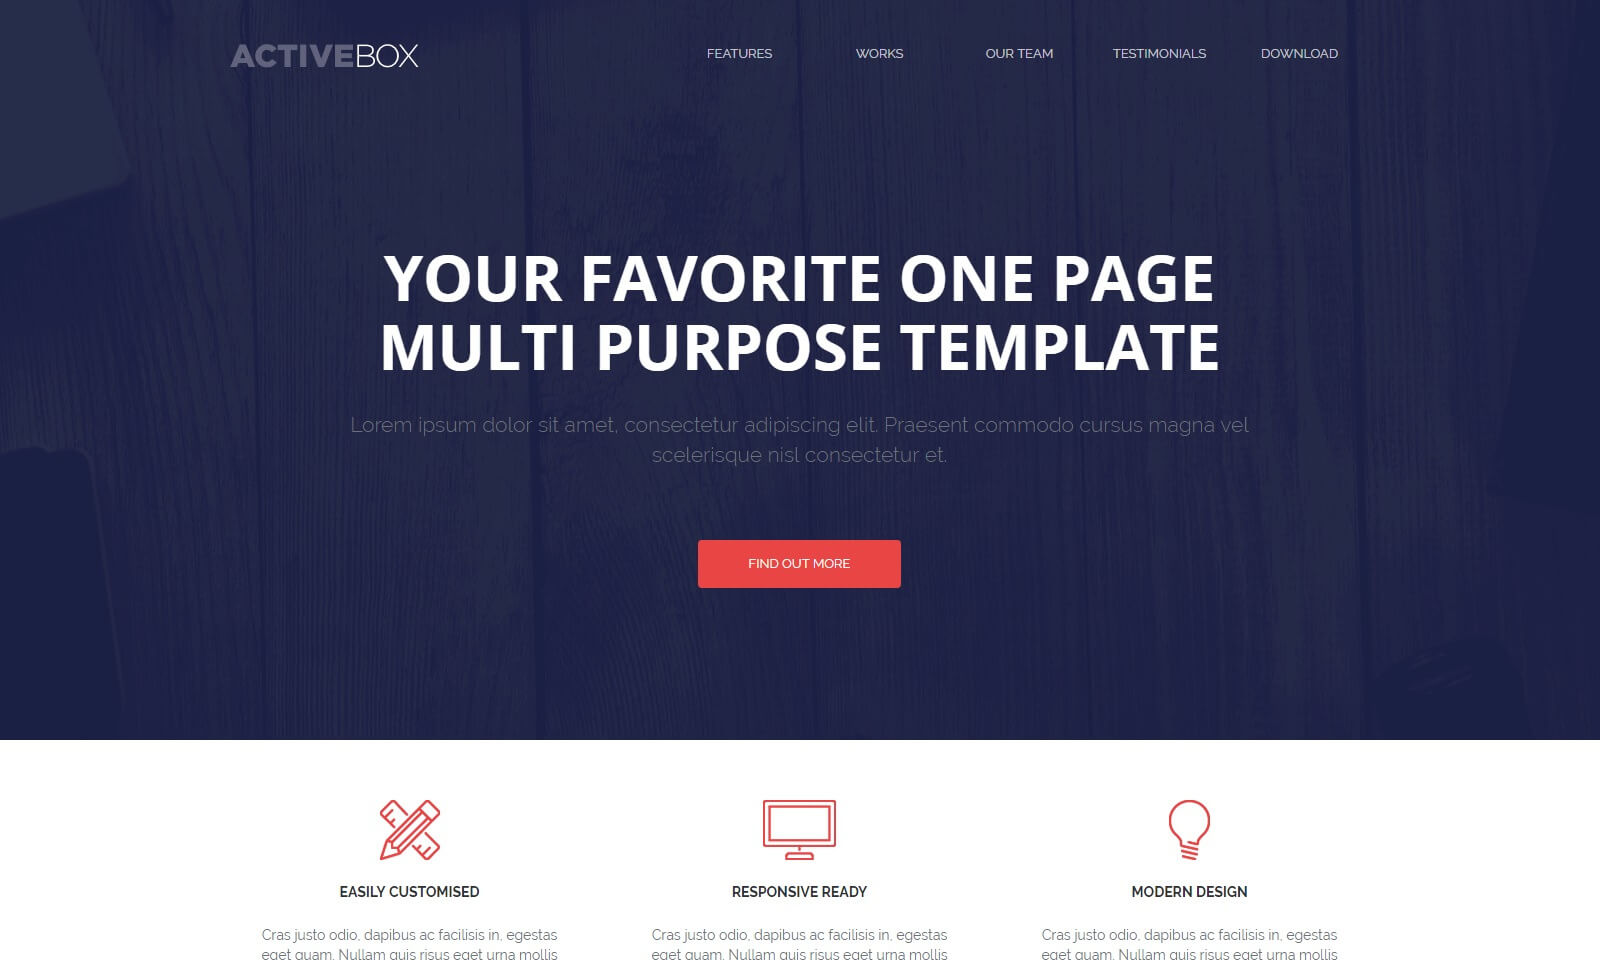 ACTIVEBOX
FEATURES WORKS OUR TEAM TESTIMONIALS DOWNLOAD
YOUR FAVORITE ONE PAGE
MULTI PURPOSE TEMPLATE
Lorem ipsum dolor sit amet, consectetur adipiscing elit. Praesent commodo cursus magna vel
scelerisque nisl consectetur et.
FIND OUT MORE
EASILY CUSTOMISED
Cras justo odio, dapibus ac facilisis in, egestas
eget quam. Nullam quis risus eget urna mollis
RESPONSIVE READY
Cras justo odio, dapibus ac facilisis in, egestas
eget quam. Nullam quis risus eget urna mollis
MODERN DESIGN
Cras justo odio, dapibus ac facilisis in, egestas
eget quam. Nullam quis risus eget urna mollis